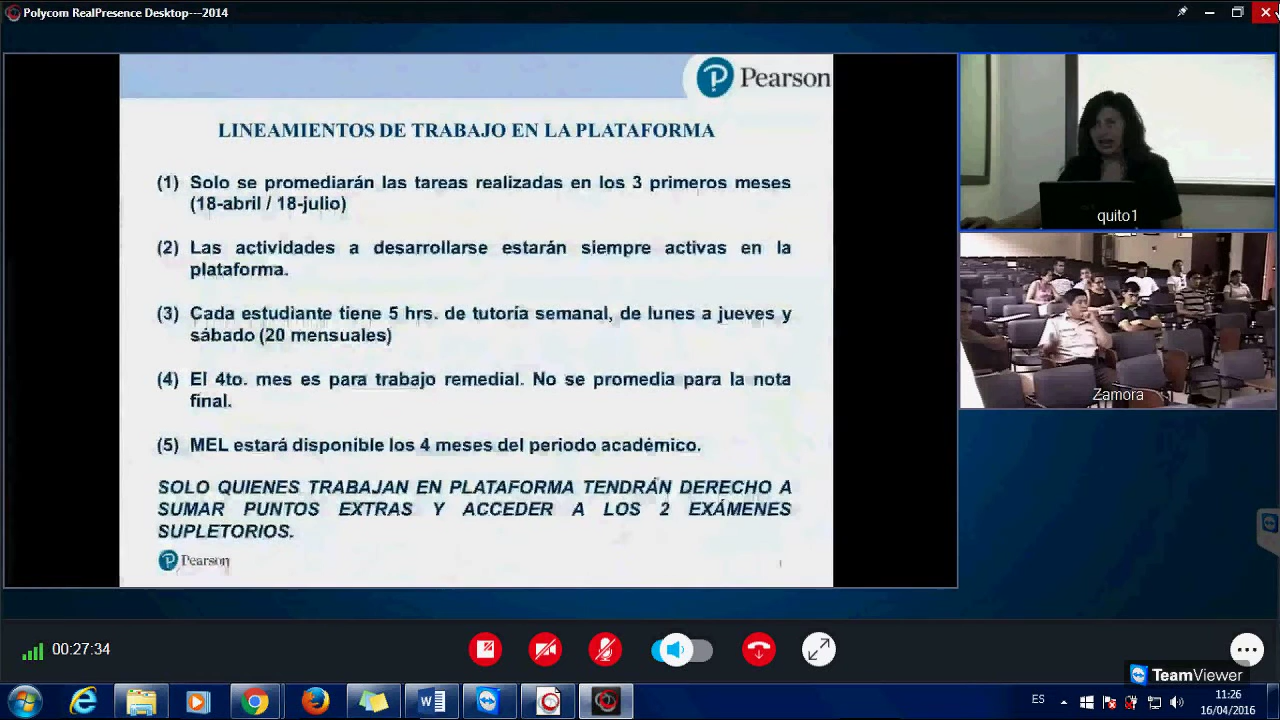 Polycom RealPresence Desktop---2014
Pearson
LINEAMIENTOS DE TRABAJO EN LA PLATAFORMA
(1) Solo se promediarán las tareas realizadas en los 3 primeros meses
(18-abril / 18-julio)
(2) Las actividades a desarrollarse estarán siempre activas en la
plataforma.
(3) Cada estudiante tiene 5 hrs. de tutoría semanal, de lunes a jueves y
sábado (20 mensuales)
(4) El 4to. mes es para trabajo remedial. No se promedia para la nota
final.
(5) MEL estará disponible los 4 meses del periodo académico.
SOLO QUIENES TRABAJAN EN PLATAFORMA TENDRÁN DERECHO A
SUMAR PUNTOS EXTRAS Y ACCEDER A LOS 2 EXÁMENES
SUPLETORIOS.
Pearson
quito1
Zamora
00:27:34
TeamViewer
ES
11:26
16/04/2016